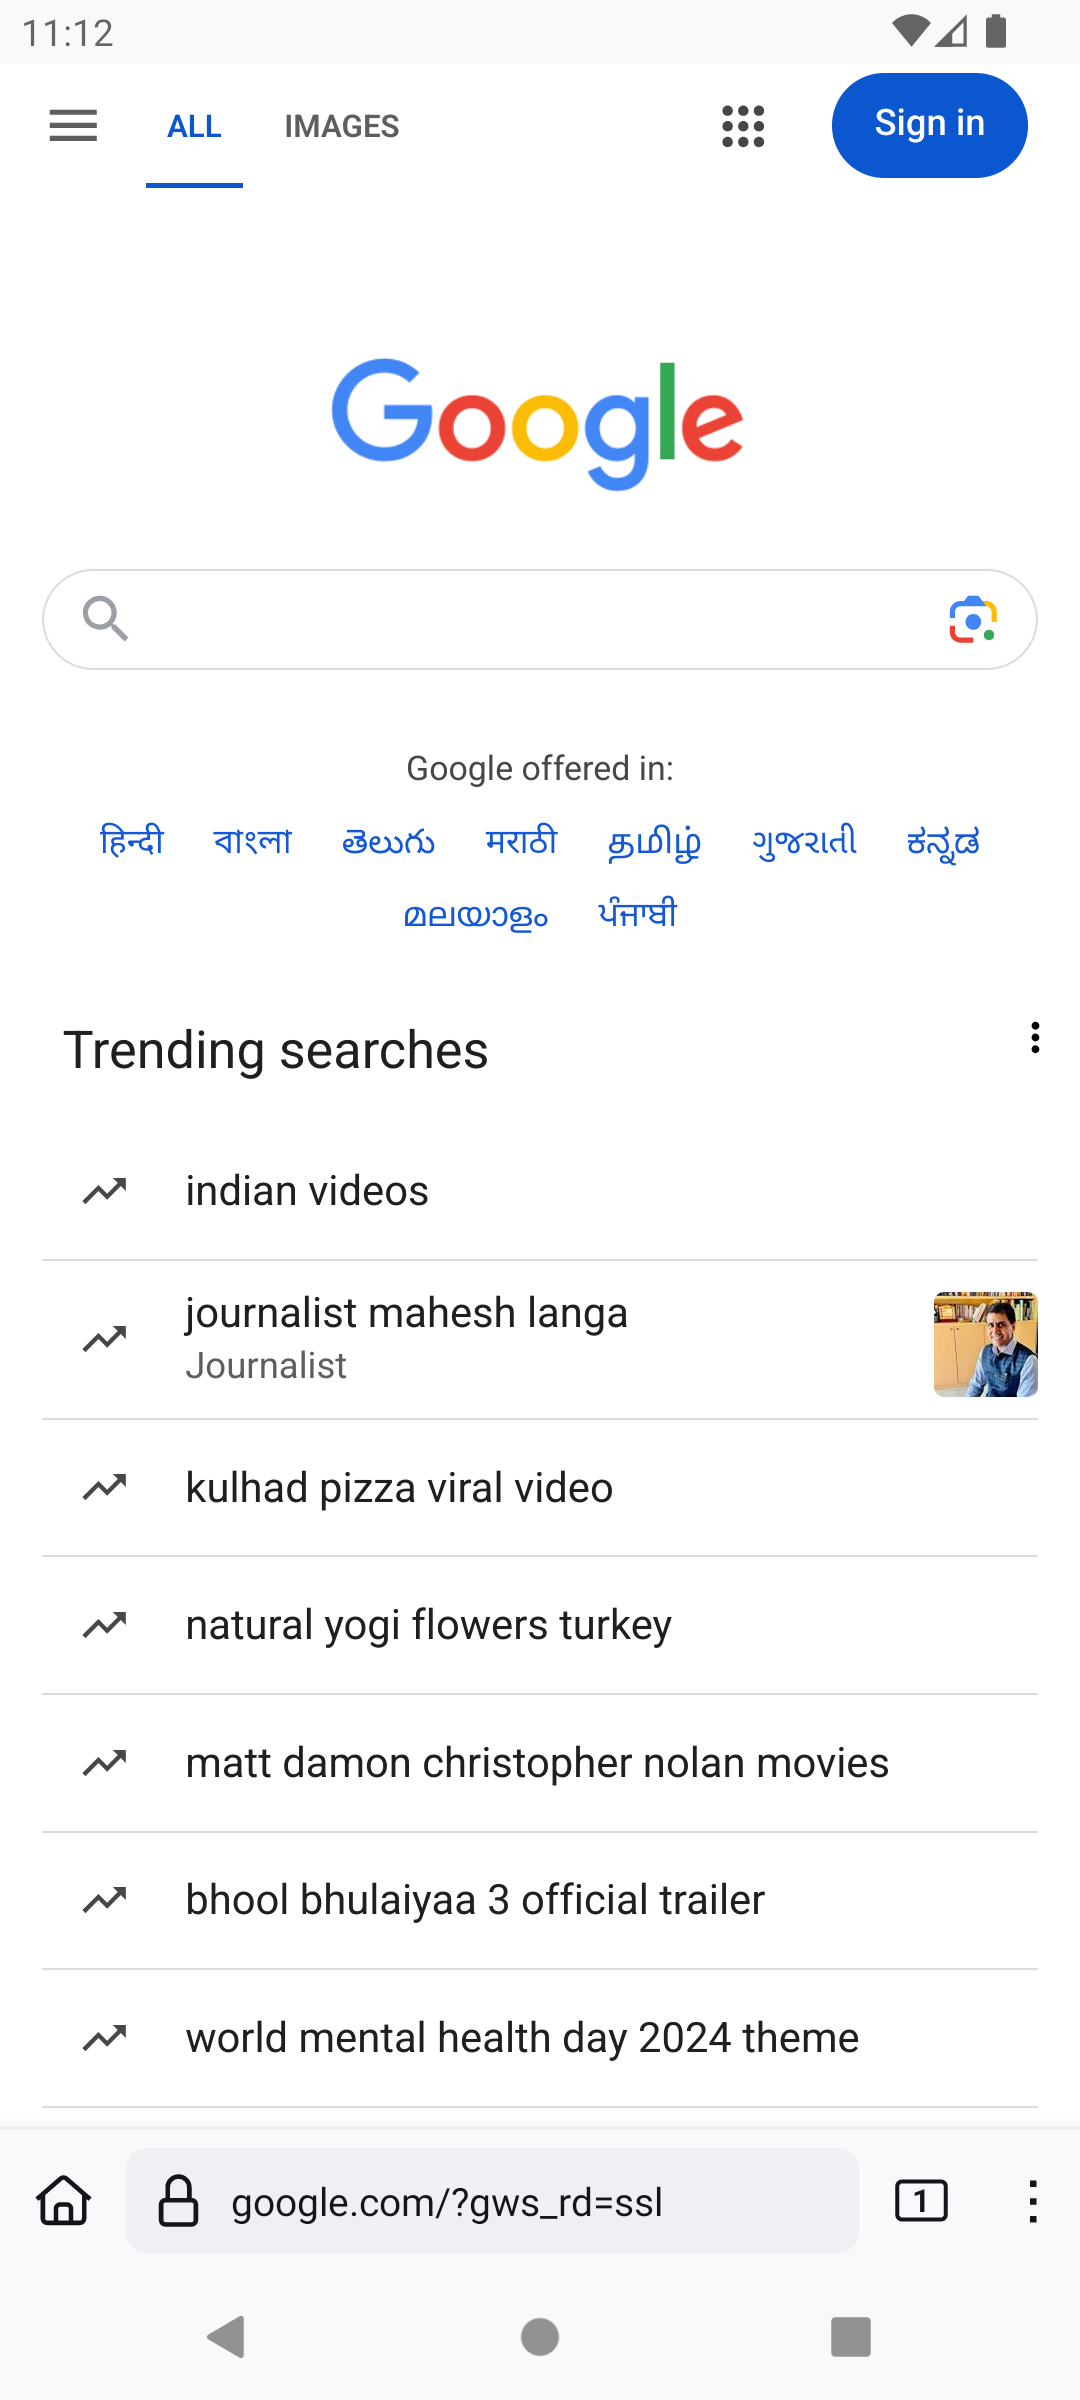 11:12
ALL IMAGES Sign in
Google
Google offered in:
हिन्दी বাংলা తెలుగు मराठी தமிழ் ગુજરાતી ಕನ್ನಡ
മലയാളം ਪੰਜਾਬੀ
Trending searches
indian videos
journalist mahesh langa
Journalist
kulhad pizza viral video
natural yogi flowers turkey
matt damon christopher nolan movies
bhool bhulaiyaa 3 official trailer
world mental health day 2024 theme
google.com/?gws_rd=ssl 1